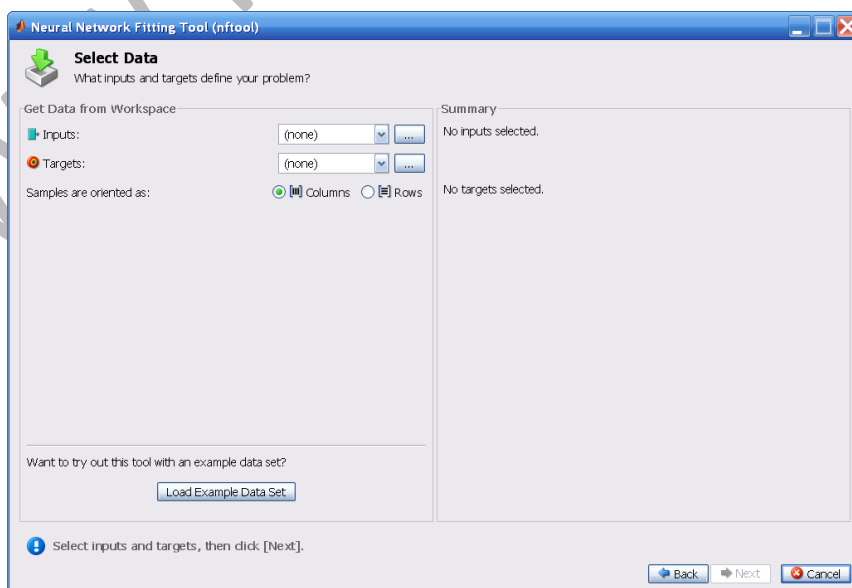 Neural Network Fitting Tool (nftool)
Select Data
What inputs and targets define your problem?
Get Data from Workspace
Inputs: (none) ...
Targets: (none) ...
Samples are oriented as: Columns Rows
Want to try out this tool with an example data set?
Load Example Data Set
Summary
No inputs selected.
No targets selected.
Select inputs and targets, then click [Next].
Back Next Cancel